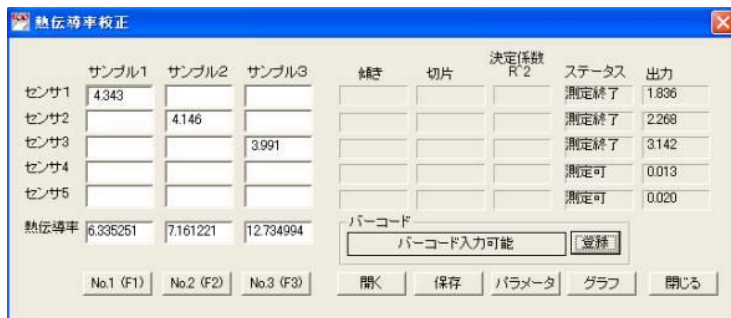 熱伝導率校正
サンプル1 サンプル2 サンプル3 傾き 切片 決定係数 R^2 ステータス 出力
センサ1 4.343 測定終了 1.836
センサ2 4.146 測定終了 2.268
センサ3 3.991 測定終了 3.142
センサ4 測定可 0.013
センサ5 測定可 0.020
熱伝導率 6.335251 7.161221 12.734994
バーコード
バーコード入力可能 登録
No.1 (F1) No.2 (F2) No.3 (F3) 開く 保存 パラメータ グラフ 閉じる